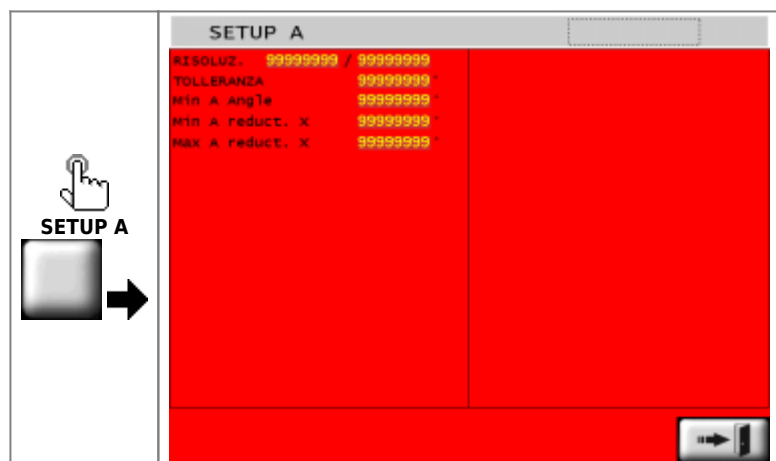 SETUP A
RISOLUZ. 99999999 / 99999999
TOLLERANZA 99999999 °
Min A Angle 99999999 °
Min A reduct. X 99999999 °
Max A reduct. X 99999999 °
SETUP A